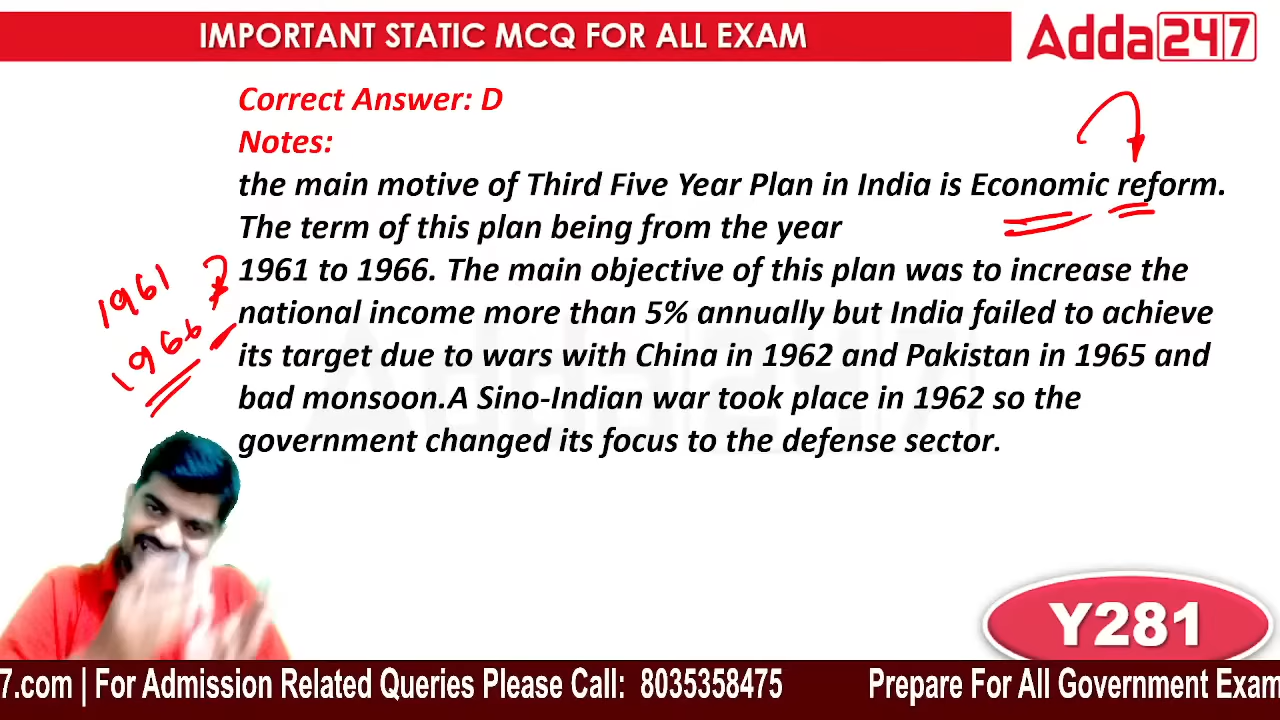 IMPORTANT STATIC MCQ FOR ALL EXAM
Adda247
Correct Answer: D
Notes:
the main motive of Third Five Year Plan in India is Economic reform.
The term of this plan being from the year
1961 to 1966. The main objective of this plan was to increase the
national income more than 5% annually but India failed to achieve
its target due to wars with China in 1962 and Pakistan in 1965 and
bad monsoon.A Sino-Indian war took place in 1962 so the
government changed its focus to the defense sector.
1961
1966
Adda247
Y281
7.com | For Admission Related Queries Please Call: 8035358475 Prepare For All Government Exam